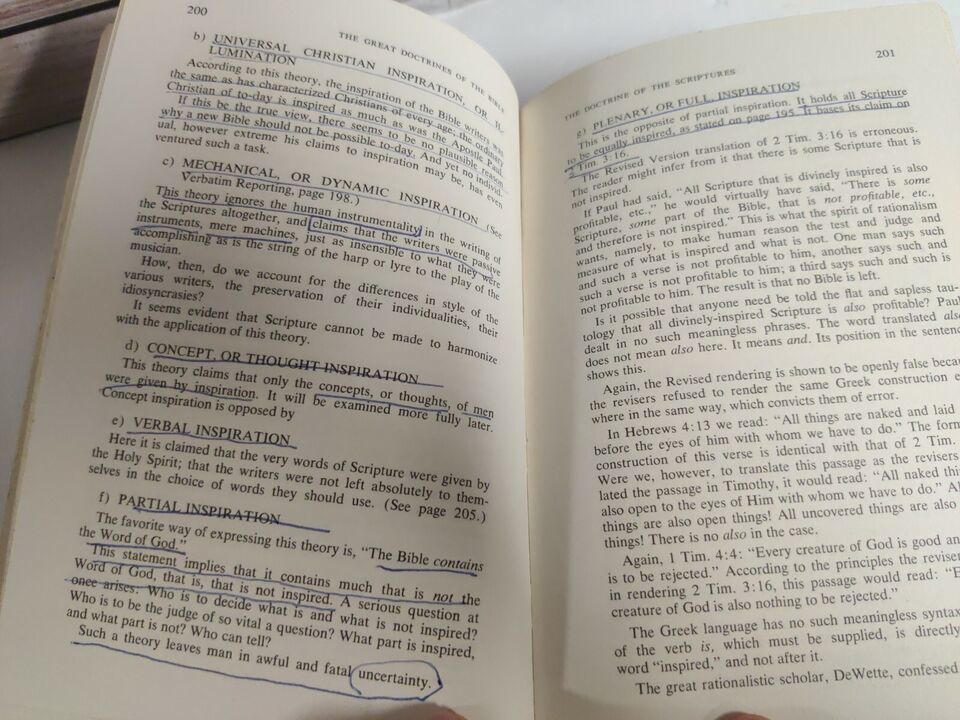 200
THE GREAT DOCTRINES OF THE BIBLE
b) UNIVERSAL CHRISTIAN INSPIRATION, OR IL-
LUMINATION
According to this theory, the inspiration of the Bible writers was
the same as has characterized Christians of every age; the ordinary
Christian of to-day is inspired as much as was the Apostle Paul.
If this be the true view, there seems to be no plausible reason
why a new Bible should not be possible to-day. And yet no individ-
ual, however extreme his claims to inspiration may be, has even
ventured such a task.
c) MECHANICAL, OR DYNAMIC INSPIRATION (See
Verbatim Reporting, page 198.)
This theory ignores the human instrumentality in the writing of
the Scriptures altogether, and claims that the writers were passive
instruments, mere machines, just as insensible to what they were
accomplishing as is the string of the harp or lyre to the play of the
musician.
How, then, do we account for the differences in style of the
various writers, the preservation of their individualities, their
idiosyncrasies?
It seems evident that Scripture cannot be made to harmonize
with the application of this theory.
d) CONCEPT, OR THOUGHT INSPIRATION
This theory claims that only the concepts, or thoughts, of men
were given by inspiration. It will be examined more fully later.
Concept inspiration is opposed by
e) VERBAL INSPIRATION
Here it is claimed that the very words of Scripture were given by
the Holy Spirit; that the writers were not left absolutely to them-
selves in the choice of words they should use. (See page 205.)
f) PARTIAL INSPIRATION
The favorite way of expressing this theory is, "The Bible contains
the Word of God."
This statement implies that it contains much that is not the
Word of God, that is, that is not inspired. A serious question at
once arises: Who is to decide what is and what is not inspired?
Who is to be the judge of so vital a question? What part is inspired,
and what part is not? Who can tell?
Such a theory leaves man in awful and fatal uncertainty.
THE DOCTRINE OF THE SCRIPTURES
201
g) PLENARY, OR FULL, INSPIRATION
This is the opposite of partial inspiration. It holds all Scripture
to be equally inspired, as stated on page 195. It bases its claim on
2 Tim. 3:16.
The Revised Version translation of 2 Tim. 3:16 is erroneous.
The reader might infer from it that there is some Scripture that is
not inspired.
If Paul had said, "All Scripture that is divinely inspired is also
profitable, etc.," he would virtually have said, "There is some
Scripture, some part of the Bible, that is not profitable, etc.,
and therefore is not inspired." This is what the spirit of rationalism
wants, namely, to make human reason the test and judge and
measure of what is inspired and what is not. One man says such
and such a verse is not profitable to him, another says such and
such a verse is not profitable to him; a third says such and such is
not profitable to him. The result is that no Bible is left.
Is it possible that anyone need be told the flat and sapless tau-
tology that all divinely-inspired Scripture is also profitable? Paul
dealt in no such meaningless phrases. The word translated also
does not mean also here. It means and. Its position in the sentenc
shows this.
Again, the Revised rendering is shown to be openly false becau
the revisers refused to render the same Greek construction e
where in the same way, which convicts them of error.
In Hebrews 4:13 we read: "All things are naked and laid
before the eyes of him with whom we have to do." The form
construction of this verse is identical with that of 2 Tim.
Were we, however, to translate this passage as the revisers
lated the passage in Timothy, it would read: "All naked thi
also open to the eyes of Him with whom we have to do." Al
things are also open things! All uncovered things are also
things! There is no also in the case.
Again, 1 Tim. 4:4: "Every creature of God is good an
is to be rejected." According to the principles the reviser
in rendering 2 Tim. 3:16, this passage would read: "E
creature of God is also nothing to be rejected."
The Greek language has no such meaningless syntax
of the verb is, which must be supplied, is directly
word "inspired," and not after it.
The great rationalistic scholar, DeWette, confessed